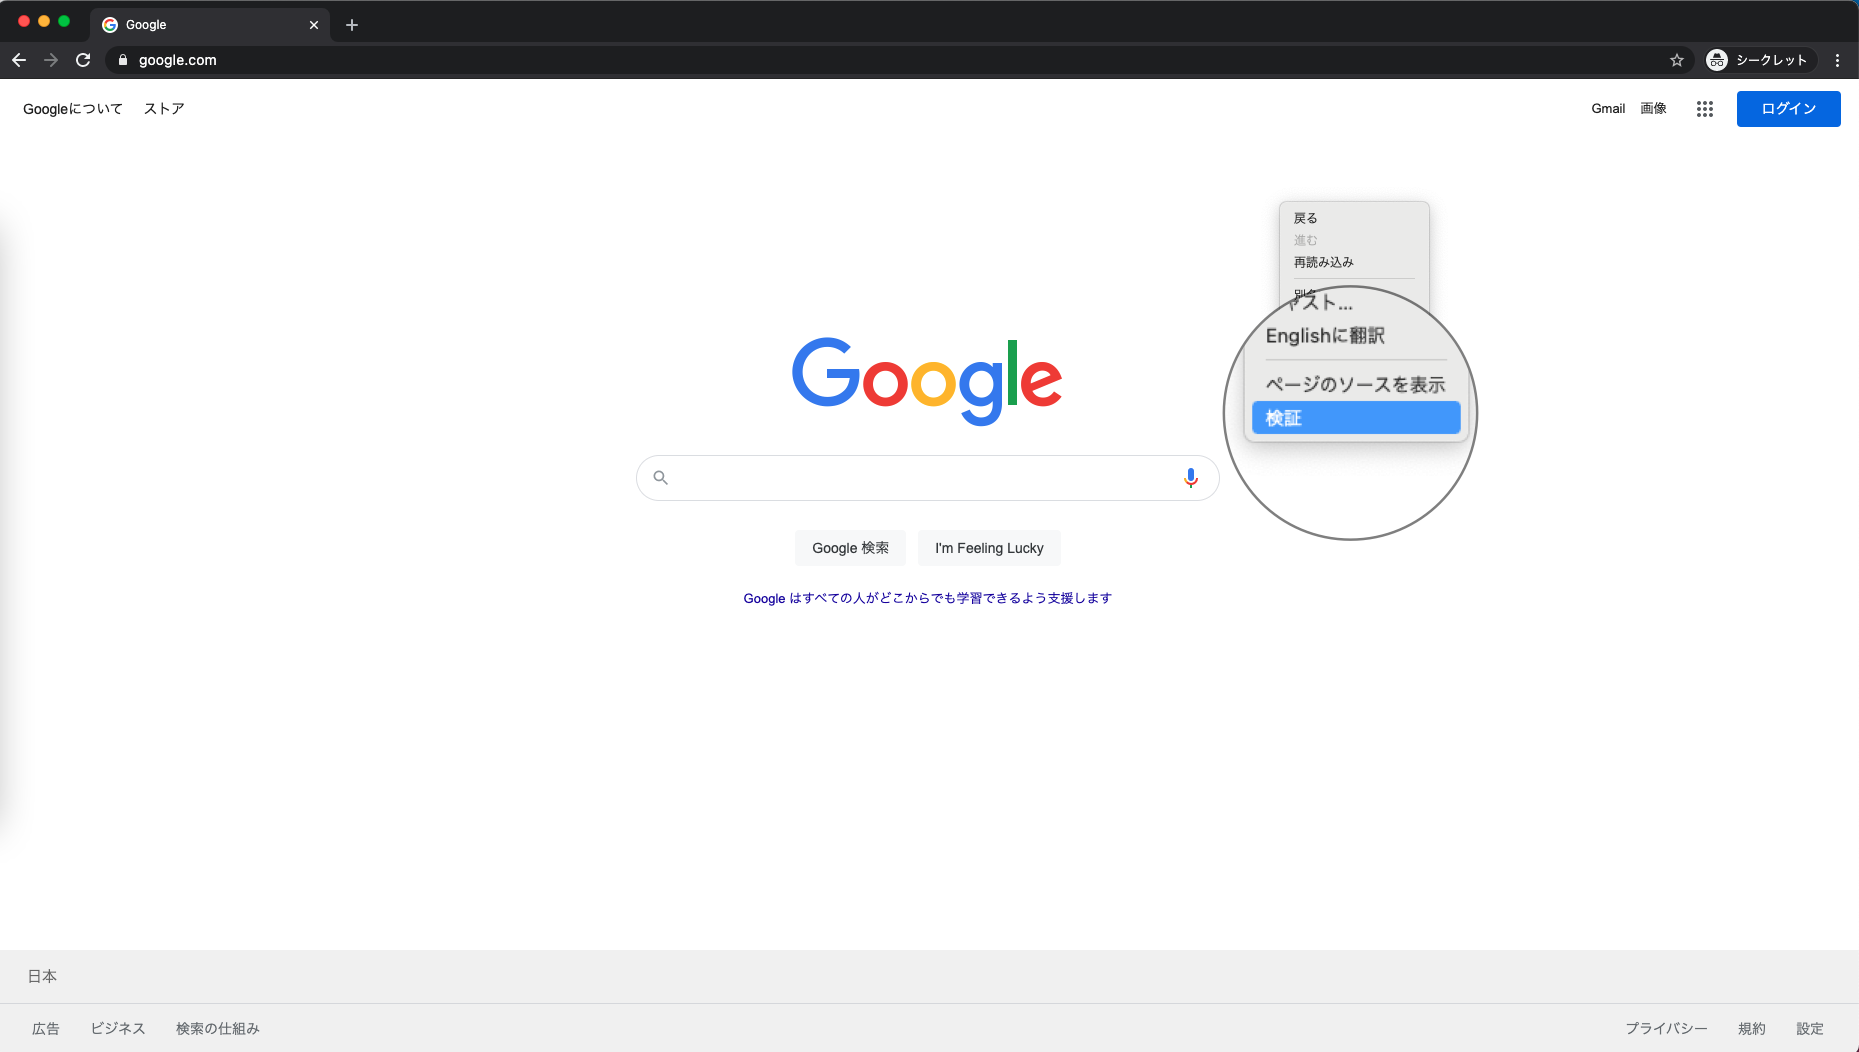 Google
google.com
シークレット
Googleについて ストア
Gmail 画像
ログイン
戻る
進む
再読み込み
Englishに翻訳
ページのソースを表示
検証
Google
Google 検索
I'm Feeling Lucky
Google はすべての人がどこからでも学習できるよう支援します
日本
広告 ビジネス 検索の仕組み
プライバシー 規約 設定